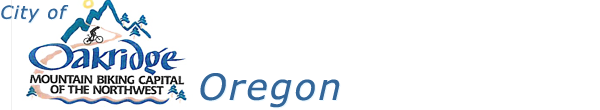 City of
Oakridge
MOUNTAIN BIKING CAPITAL
OF THE NORTHWEST
Oregon